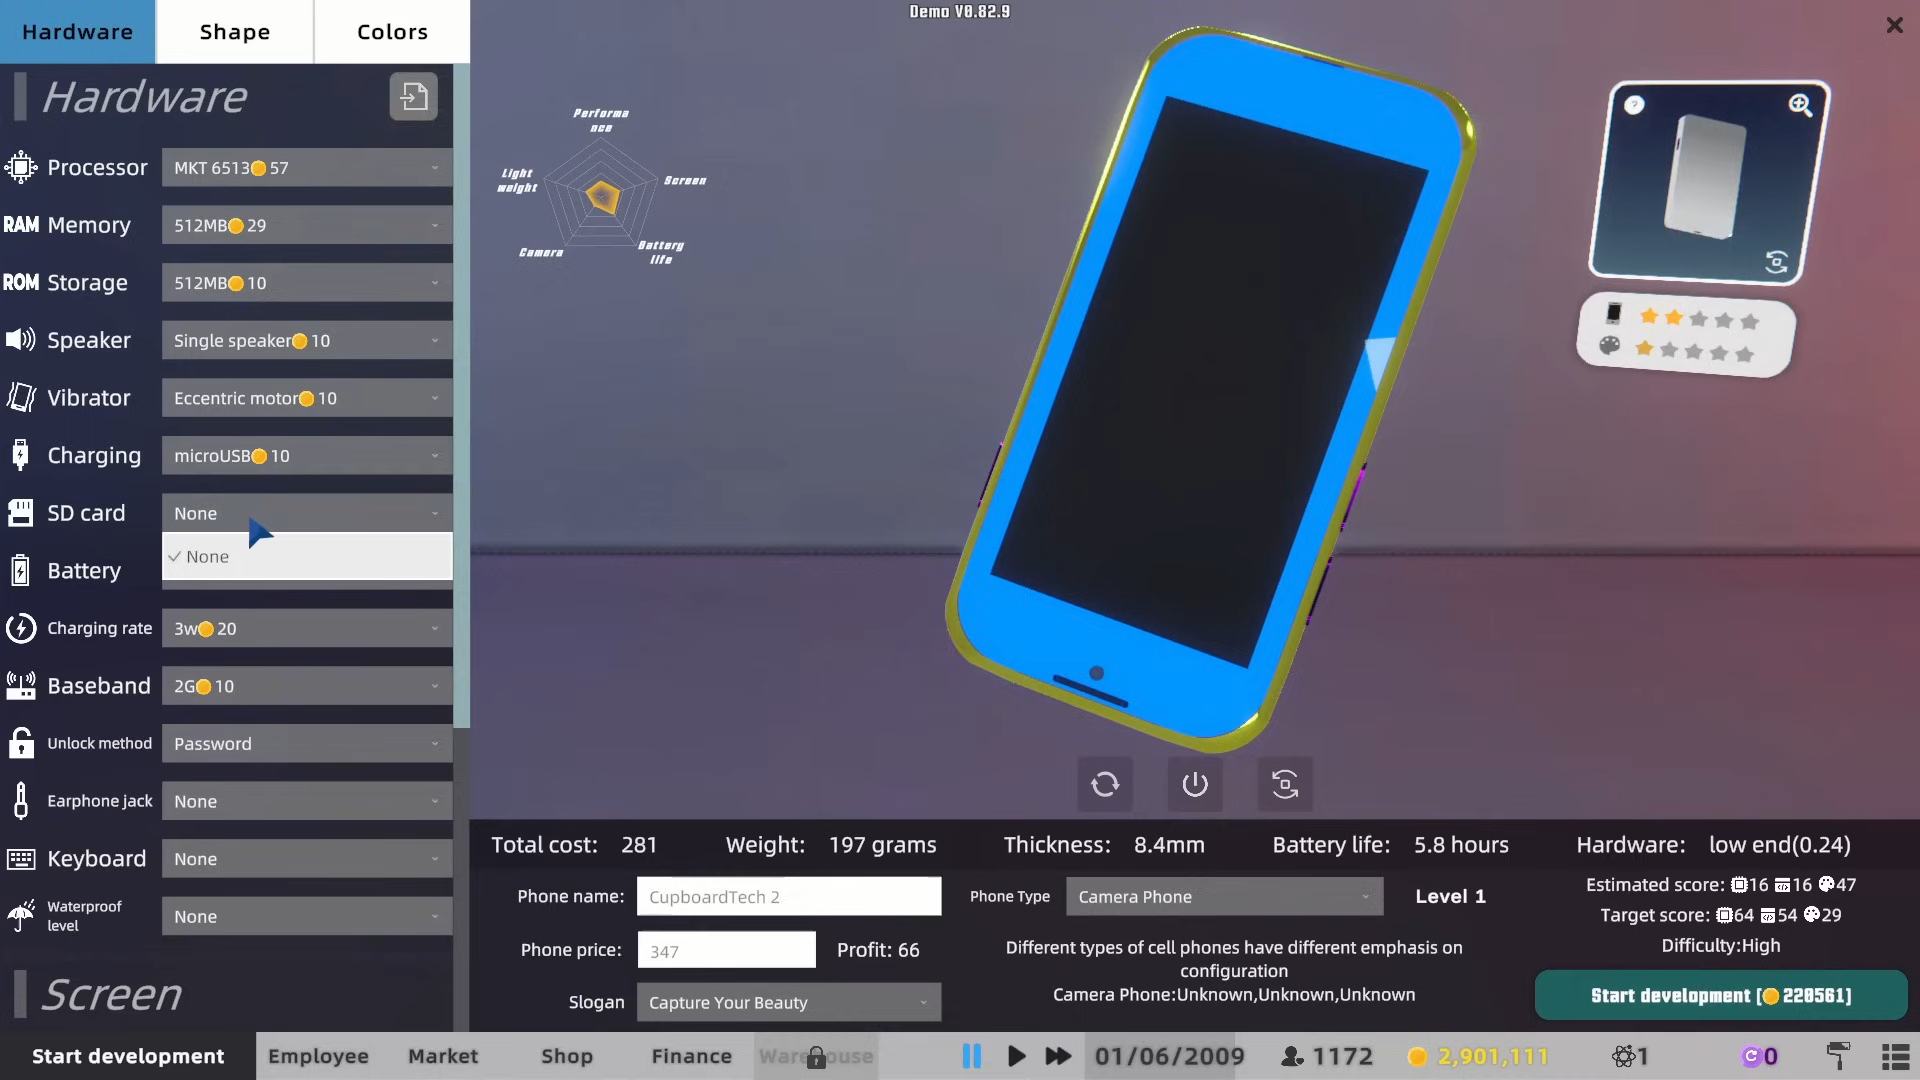 Hardware
Shape
Colors
Demo V0.82.9
Hardware
Processor
MKT 6513 57
RAM Memory
512MB 29
ROM Storage
512MB 10
Speaker
Single speaker 10
Vibrator
Eccentric motor 10
Charging
microUSB 10
SD card
None
None
Battery
Charging rate
3w 20
Baseband
2G 10
Unlock method
Password
Earphone jack
None
Keyboard
None
Waterproof
level
None
Screen
Performa
nce
Light
weight
Screen
Camera
Battery
life
Total cost: 281
Weight: 197 grams
Thickness: 8.4mm
Battery life: 5.8 hours
Hardware: low end(0.24)
Phone name:
CupboardTech 2
Phone Type
Camera Phone
Level 1
Estimated score: 16 16 47
Target score: 64 54 29
Difficulty:High
Phone price:
347
Profit: 66
Different types of cell phones have different emphasis on
configuration
Camera Phone:Unknown,Unknown,Unknown
Slogan
Capture Your Beauty
Start development [ 220561]
Start development
Employee
Market
Shop
Finance
Warehouse
01/06/2009
1172
2,901,111
1
0